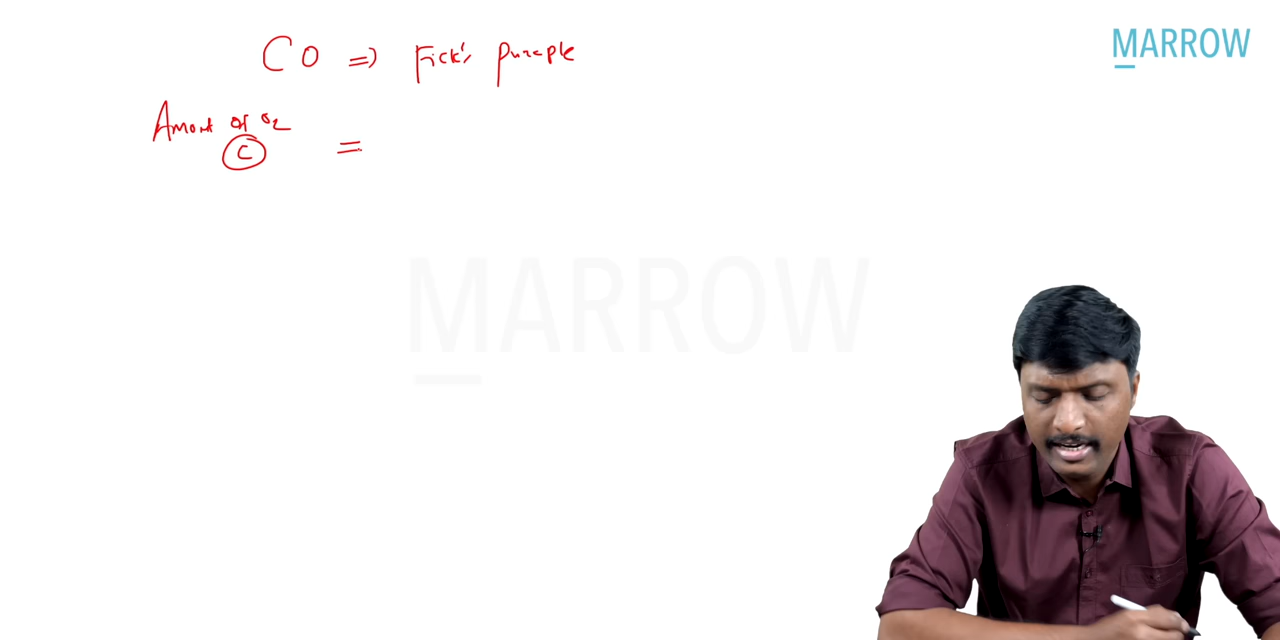 MARROW
CO => Fick's Principle
Amount of O2
C =
MARROW